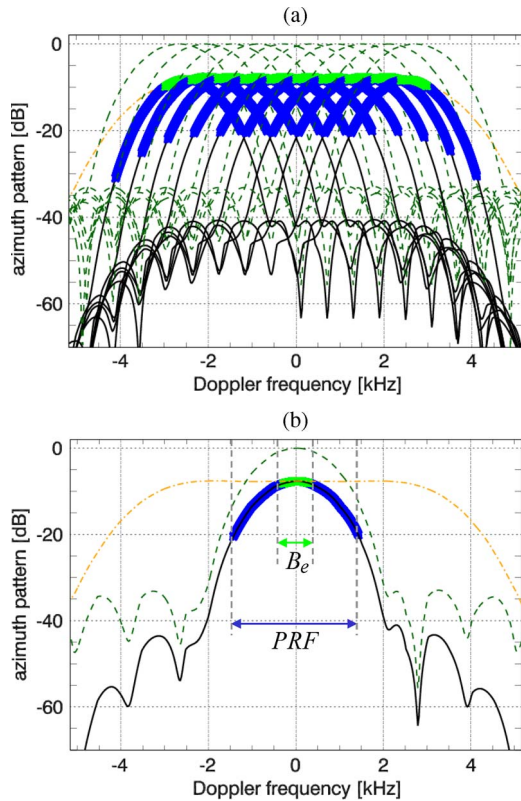 (a)
0
-20
-40
-60
azimuth pattern [dB]
-4 -2 0 2 4
Doppler frequency [kHz]
(b)
0
-20
-40
-60
azimuth pattern [dB]
B_e
PRF
-4 -2 0 2 4
Doppler frequency [kHz]